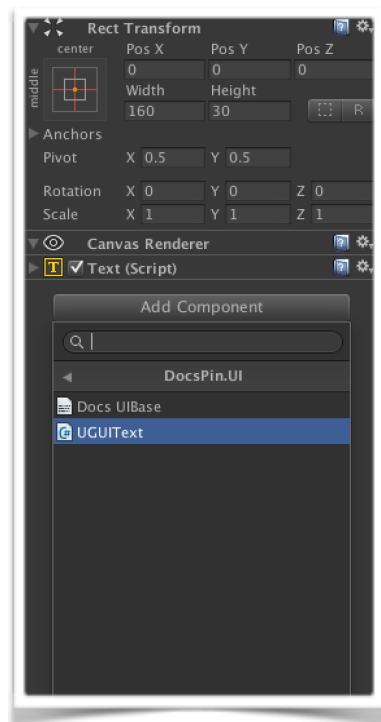 Rect Transform
center Pos X Pos Y Pos Z
middle 0 0 0
Width Height
160 30 R
Anchors
Pivot X 0.5 Y 0.5
Rotation X 0 Y 0 Z 0
Scale X 1 Y 1 Z 1
Canvas Renderer
T Text (Script)
Add Component
DocsPin.UI
Docs UIBase
UGUIText